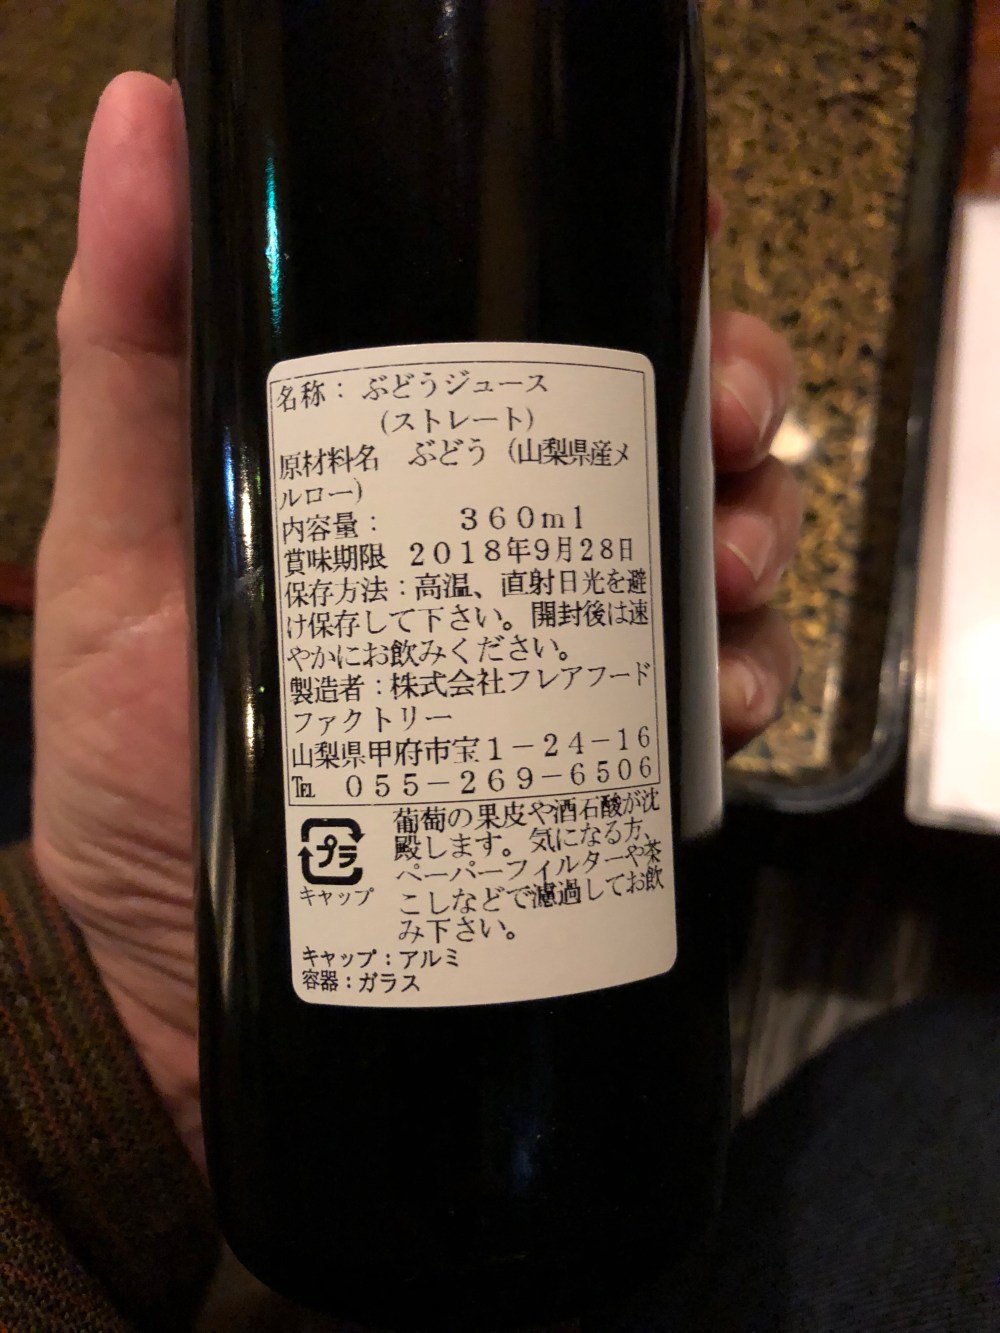 名称：ぶどうジュース
(ストレート)
原材料名　ぶどう（山梨県産メ
ルロー）
内容量：　３６０ｍｌ
賞味期限　２０１８年９月28日
保存方法：高温、直射日光を避
け保存して下さい。開封後は速
やかにお飲みください。
製造者：株式会社フレアフード
ファクトリー
山梨県甲府市宝１－２４－16
℡　０５５－２６９－６５０６
葡萄の果皮や酒石酸が沈
殿します。気になる方、
ペーパーフィルターや茶
こしなどで濾過してお飲
み下さい。
プラ
キャップ
キャップ：アルミ
容器：ガラス